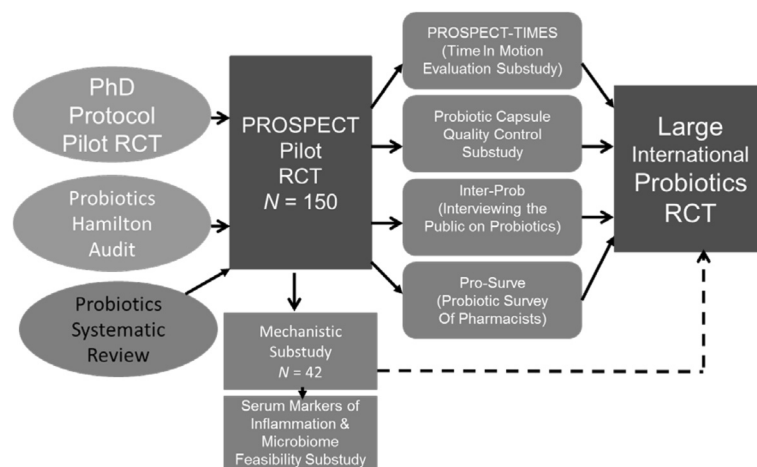 PhD
Protocol
Pilot RCT
Probiotics
Hamilton
Audit
Probiotics
Systematic
Review
PROSPECT
Pilot
RCT
N = 150
Mechanistic
Substudy
N = 42
Serum Markers of
Inflammation &
Microbiome
Feasibility Substudy
PROSPECT-TIMES
(Time In Motion
Evaluation Substudy)
Probiotic Capsule
Quality Control
Substudy
Inter-Prob
(Interviewing the
Public on Probiotics)
Pro-Surve
(Probiotic Survey
Of Pharmacists)
Large
International
Probiotics
RCT